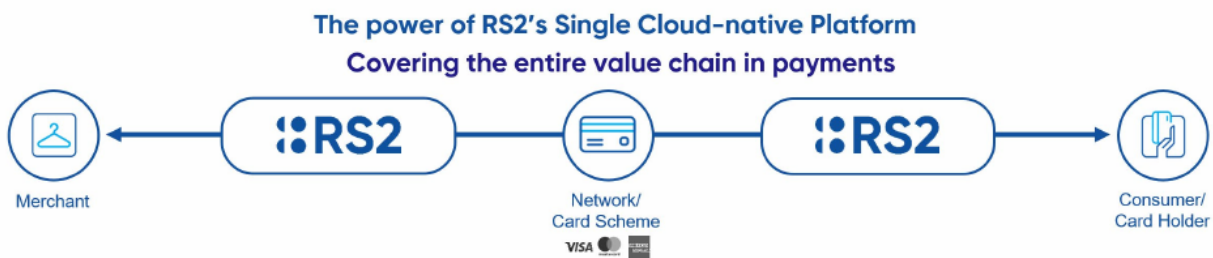 The power of RS2's Single Cloud-native Platform
Covering the entire value chain in payments
RS2
RS2
Merchant
Network/
Card Scheme
Consumer/
Card Holder
VISA